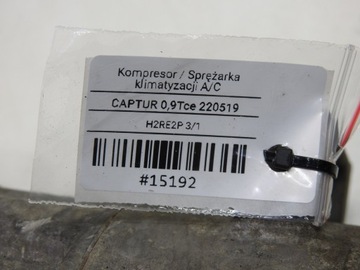 Kompresor / Sprężarka
klimatyzacji A/C
CAPTUR 0,9Tce 220519
H2RE2P 3/1
#15192